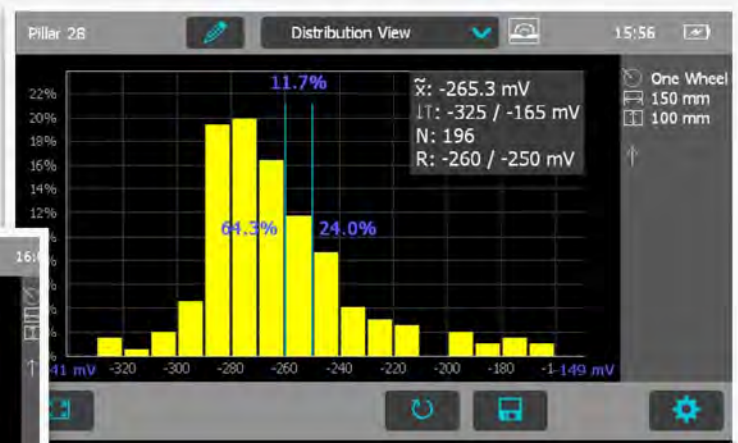 Pillar 28 Distribution View 15:56
One Wheel
150 mm
100 mm
x̃: -265.3 mV
↓↑: -325 / -165 mV
N: 196
R: -260 / -250 mV
11.7%
64.3% 24.0%
22%
20%
18%
16%
14%
12%
-320 -300 -280 -260 -240 -220 -200 -180 -149 mV